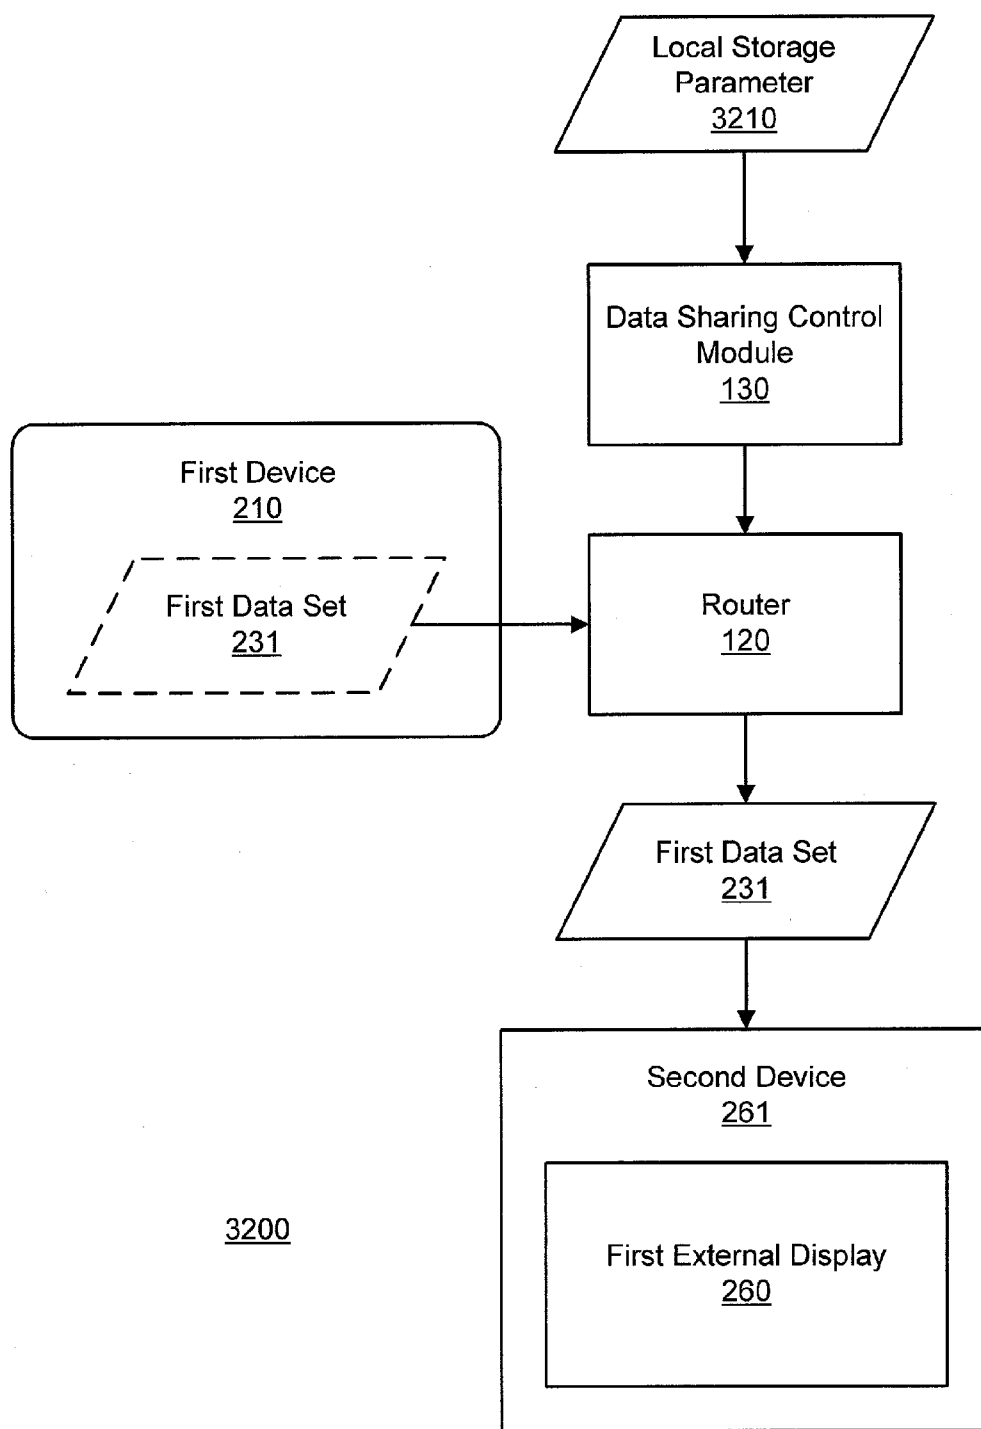 Local Storage
Parameter
3210
Data Sharing Control
Module
130
First Device
210
First Data Set
231
Router
120
First Data Set
231
Second Device
261
First External Display
260
3200